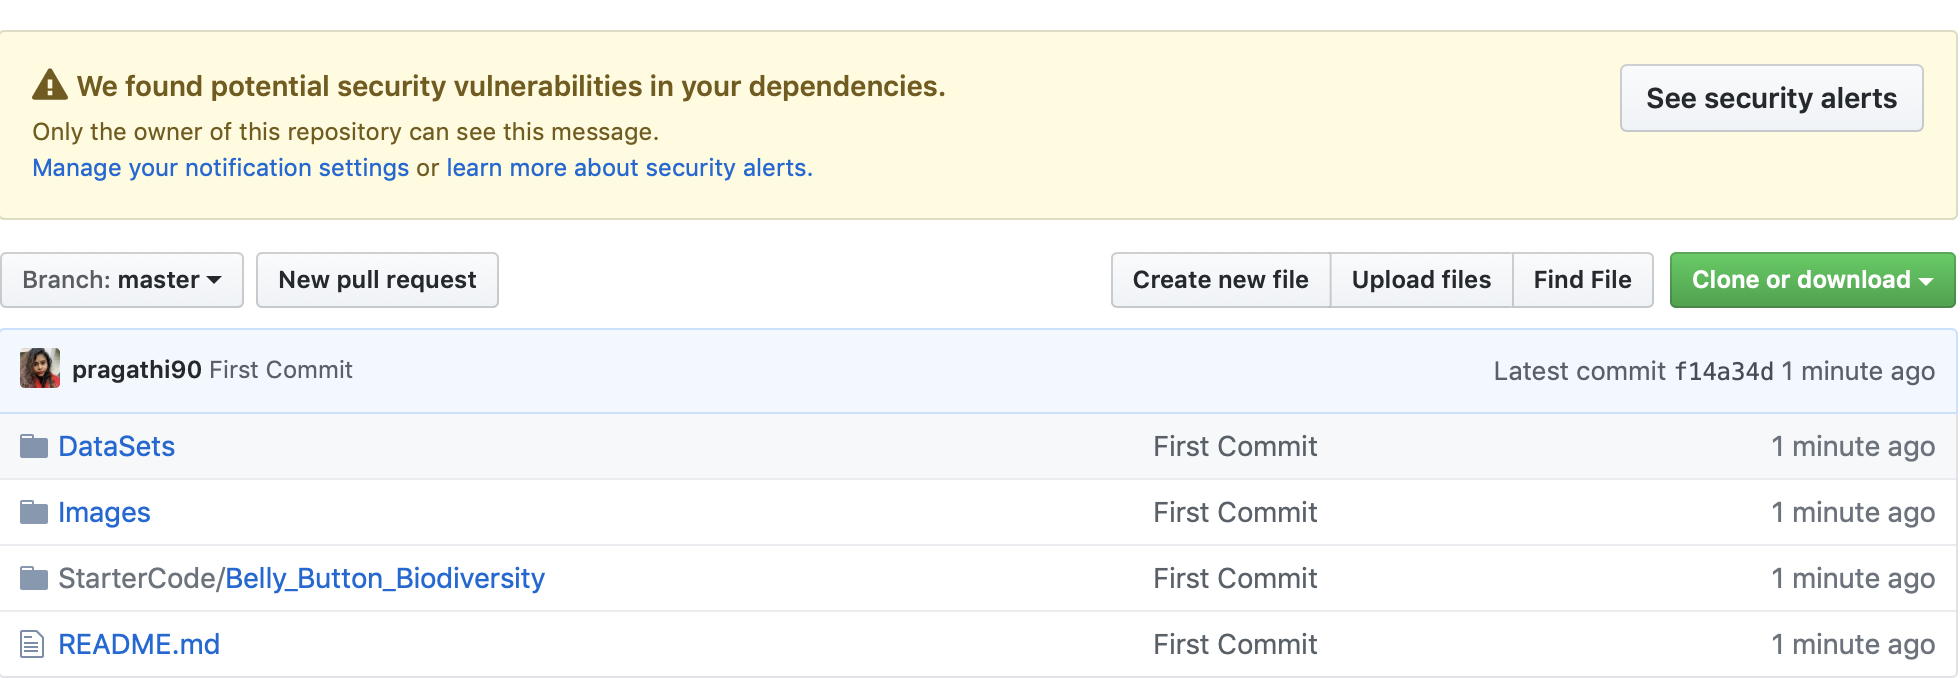 We found potential security vulnerabilities in your dependencies.
Only the owner of this repository can see this message.
Manage your notification settings or learn more about security alerts.
See security alerts
Branch: master
New pull request
Create new file
Upload files
Find File
Clone or download
pragathi90 First Commit
Latest commit f14a34d 1 minute ago
DataSets First Commit 1 minute ago
Images First Commit 1 minute ago
StarterCode/Belly_Button_Biodiversity First Commit 1 minute ago
README.md First Commit 1 minute ago